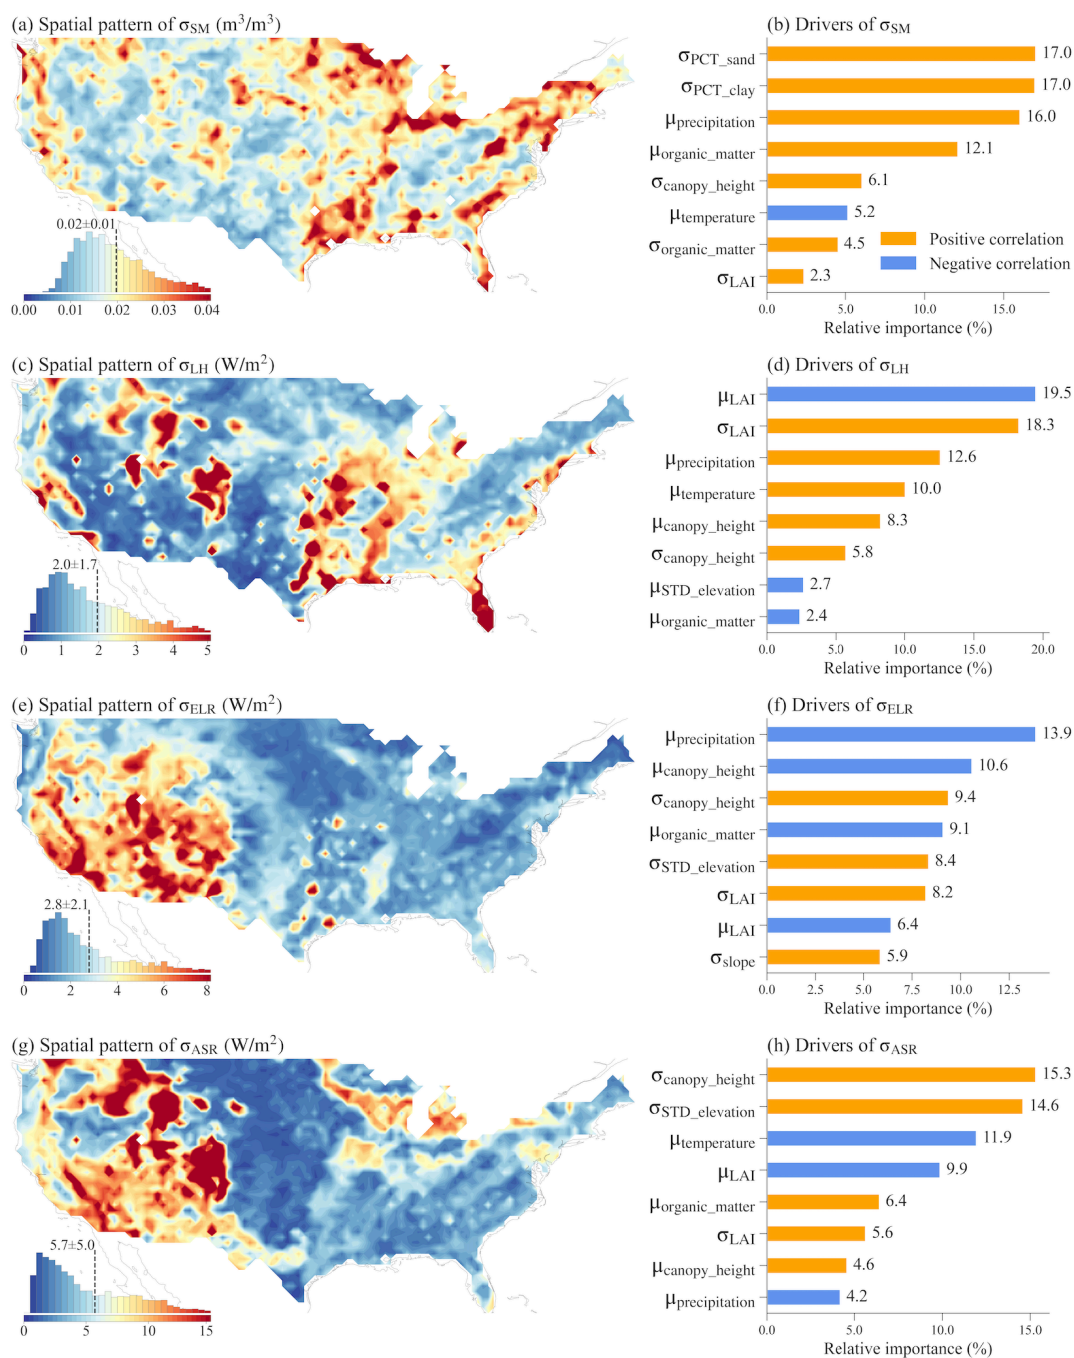 (a) Spatial pattern of σSM (m³/m³)
0.02±0.01
0.00 0.01 0.02 0.03 0.04
(b) Drivers of σSM
σPCT_sand 17.0
σPCT_clay 17.0
μprecipitation 16.0
μorganic_matter 12.1
σcanopy_height 6.1
μtemperature 5.2
σorganic_matter 4.5
σLAI 2.3
Positive correlation
Negative correlation
0.0 5.0 10.0 15.0
Relative importance (%)
(c) Spatial pattern of σLH (W/m²)
2.0±1.7
0 1 2 3 4 5
(d) Drivers of σLH
μLAI 19.5
σLAI 18.3
μprecipitation 12.6
μtemperature 10.0
μcanopy_height 8.3
σcanopy_height 5.8
μSTD_elevation 2.7
μorganic_matter 2.4
0.0 5.0 10.0 15.0 20.0
Relative importance (%)
(e) Spatial pattern of σELR (W/m²)
2.8±2.1
0 2 4 6 8
(f) Drivers of σELR
μprecipitation 13.9
μcanopy_height 10.6
σcanopy_height 9.4
μorganic_matter 9.1
σSTD_elevation 8.4
σLAI 8.2
μLAI 6.4
σslope 5.9
0.0 2.5 5.0 7.5 10.0 12.5
Relative importance (%)
(g) Spatial pattern of σASR (W/m²)
5.7±5.0
0 5 10 15
(h) Drivers of σASR
σcanopy_height 15.3
σSTD_elevation 14.6
μtemperature 11.9
μLAI 9.9
μorganic_matter 6.4
σLAI 5.6
μcanopy_height 4.6
μprecipitation 4.2
0.0 5.0 10.0 15.0
Relative importance (%)